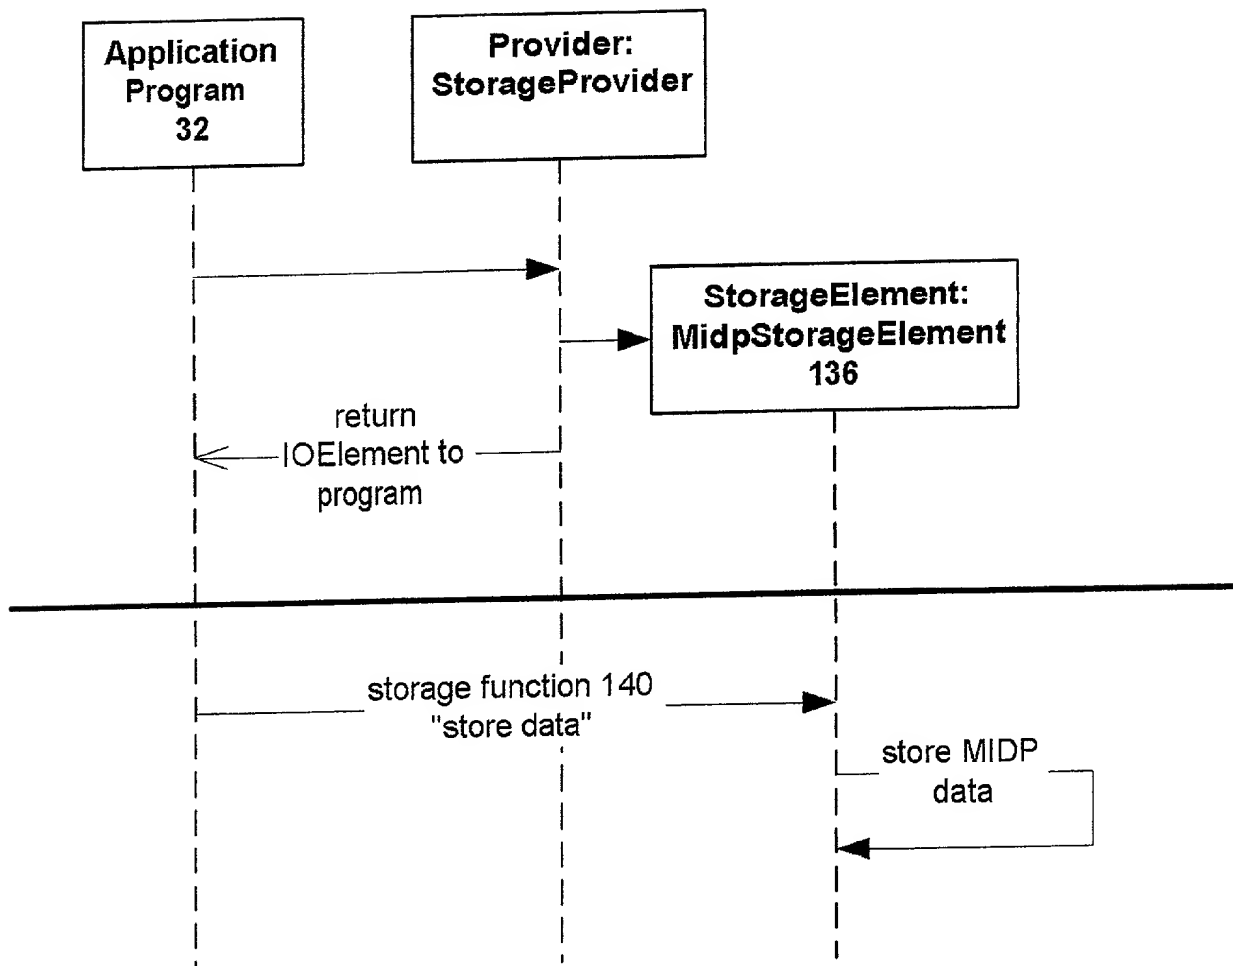 Application
Program
32
Provider:
StorageProvider
StorageElement:
MidpStorageElement
136
return
IOElement to
program
storage function 140
"store data"
store MIDP
data